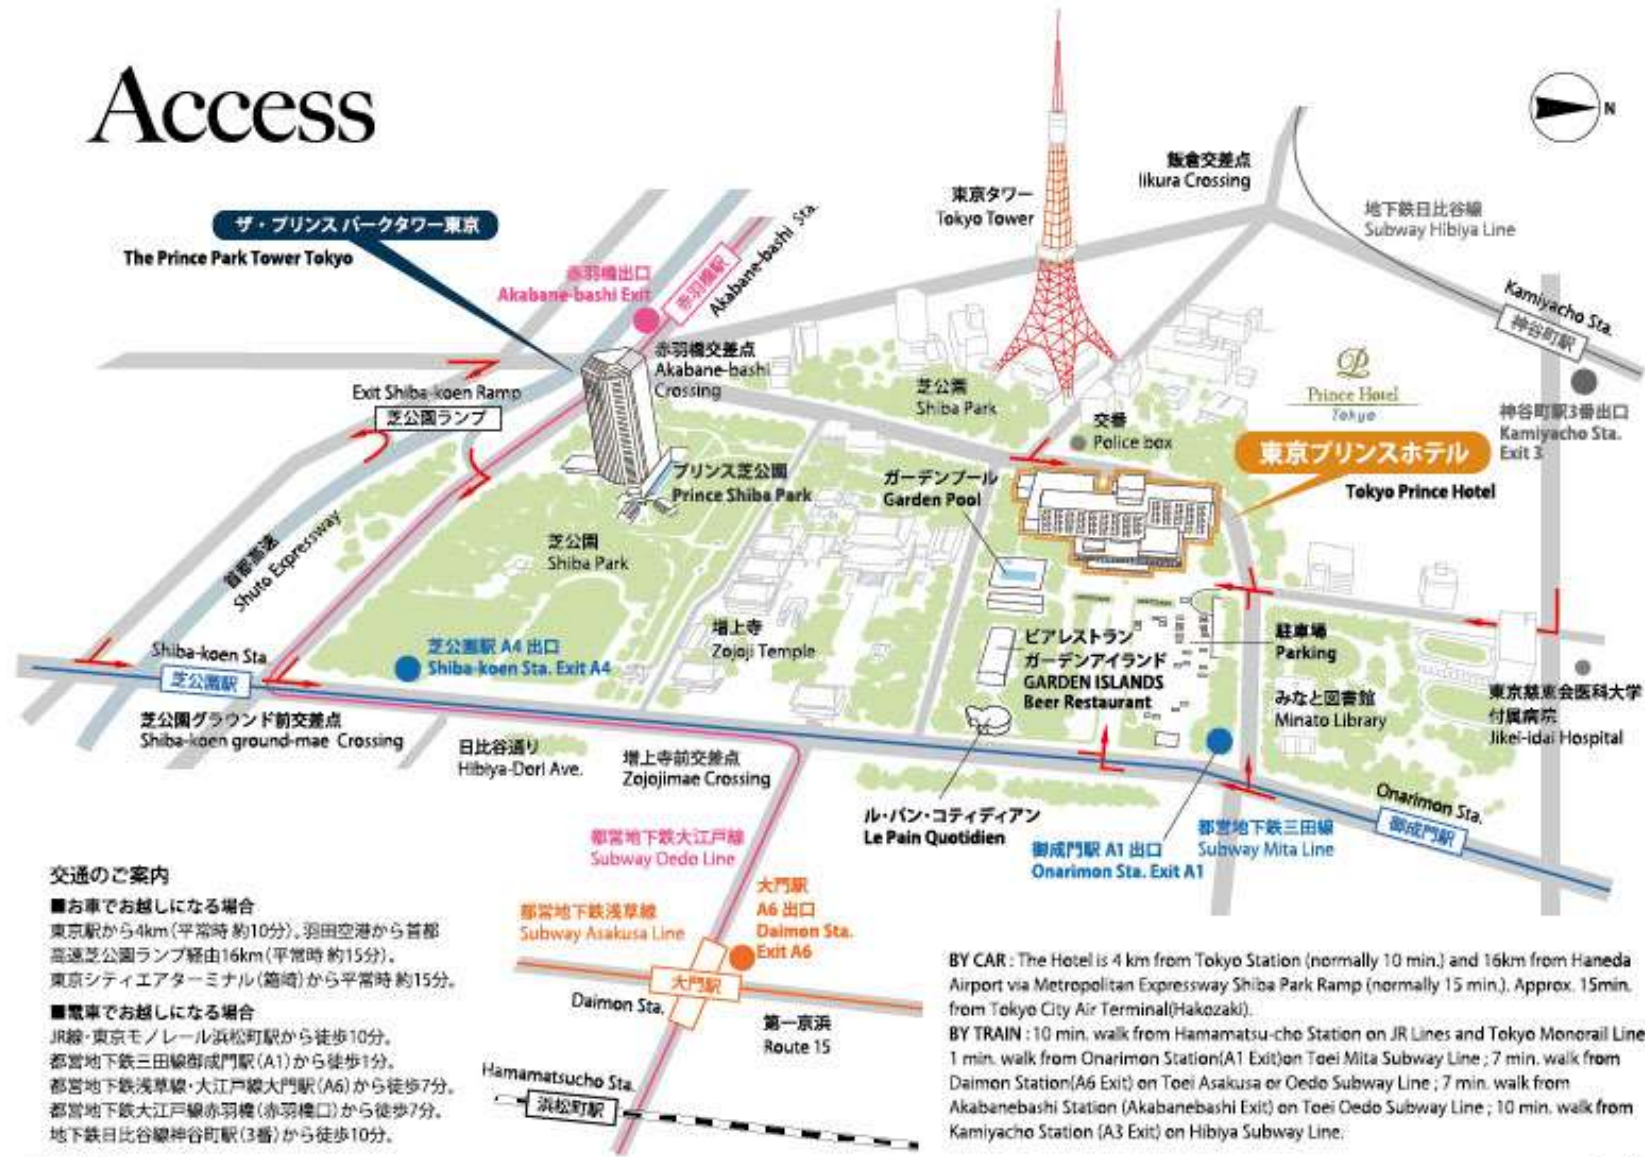 Access
N
飯倉交差点
Iikura Crossing
東京タワー
Tokyo Tower
地下鉄日比谷線
Subway Hibiya Line
ザ・プリンス パークタワー東京
The Prince Park Tower Tokyo
赤羽橋出口
Akabane-bashi Exit
赤羽橋駅
Akabane-bashi Sta.
Kamiyacho Sta.
神谷町駅
赤羽橋交差点
Akabane-bashi
Crossing
Exit Shiba-koen Ramp
芝公園ランプ
芝公園
Shiba Park
Prince Hotel
Tokyo
神谷町駅3番出口
Kamiyacho Sta.
Exit 3
交番
Police box
東京プリンスホテル
Tokyo Prince Hotel
プリンス芝公園
Prince Shiba Park
ガーデンプール
Garden Pool
芝公園
Shiba Park
首都高速
Shuto Expressway
増上寺
Zojoji Temple
ビアレストラン
ガーデンアイランド
GARDEN ISLANDS
Beer Restaurant
駐車場
Parking
Shiba-koen Sta
芝公園駅
芝公園駅 A4 出口
Shiba-koen Sta. Exit A4
みなと図書館
Minato Library
東京慈恵会医科大学
付属病院
Jikei-idai Hospital
芝公園グラウンド前交差点
Shiba-koen ground-mae Crossing
日比谷通り
Hibiya-Dori Ave.
増上寺前交差点
Zojojimae Crossing
Onarimon Sta.
御成門駅
ル・パン・コティディアン
Le Pain Quotidien
御成門駅 A1 出口
Onarimon Sta. Exit A1
都営地下鉄三田線
Subway Mita Line
都営地下鉄大江戸線
Subway Oedo Line
大門駅
A6 出口
Daimon Sta.
Exit A6
都営地下鉄浅草線
Subway Asakusa Line
大門駅
Daimon Sta.
第一京浜
Route 15
Hamamatsucho Sta.
浜松町駅
交通のご案内
■お車でお越しになる場合
東京駅から4km(平常時 約10分)。羽田空港から首都
高速芝公園ランプ経由16km(平常時 約15分)。
東京シティエアターミナル(箱崎)から平常時 約15分。
■電車でお越しになる場合
JR線・東京モノレール浜松町駅から徒歩10分。
都営地下鉄三田線御成門駅(A1)から徒歩1分。
都営地下鉄浅草線・大江戸線大門駅(A6)から徒歩7分。
都営地下鉄大江戸線赤羽橋(赤羽橋口)から徒歩7分。
地下鉄日比谷線神谷町駅(3番)から徒歩10分。
BY CAR : The Hotel is 4 km from Tokyo Station (normally 10 min.) and 16km from Haneda
Airport via Metropolitan Expressway Shiba Park Ramp (normally 15 min.). Approx. 15min.
from Tokyo City Air Terminal(Hakozaki).
BY TRAIN : 10 min. walk from Hamamatsu-cho Station on JR Lines and Tokyo Monorail Line
1 min. walk from Onarimon Station(A1 Exit)on Toei Mita Subway Line ; 7 min. walk from
Daimon Station(A6 Exit) on Toei Asakusa or Oedo Subway Line ; 7 min. walk from
Akabanebashi Station (Akabanebashi Exit) on Toei Oedo Subway Line ; 10 min. walk from
Kamiyacho Station (A3 Exit) on Hibiya Subway Line.